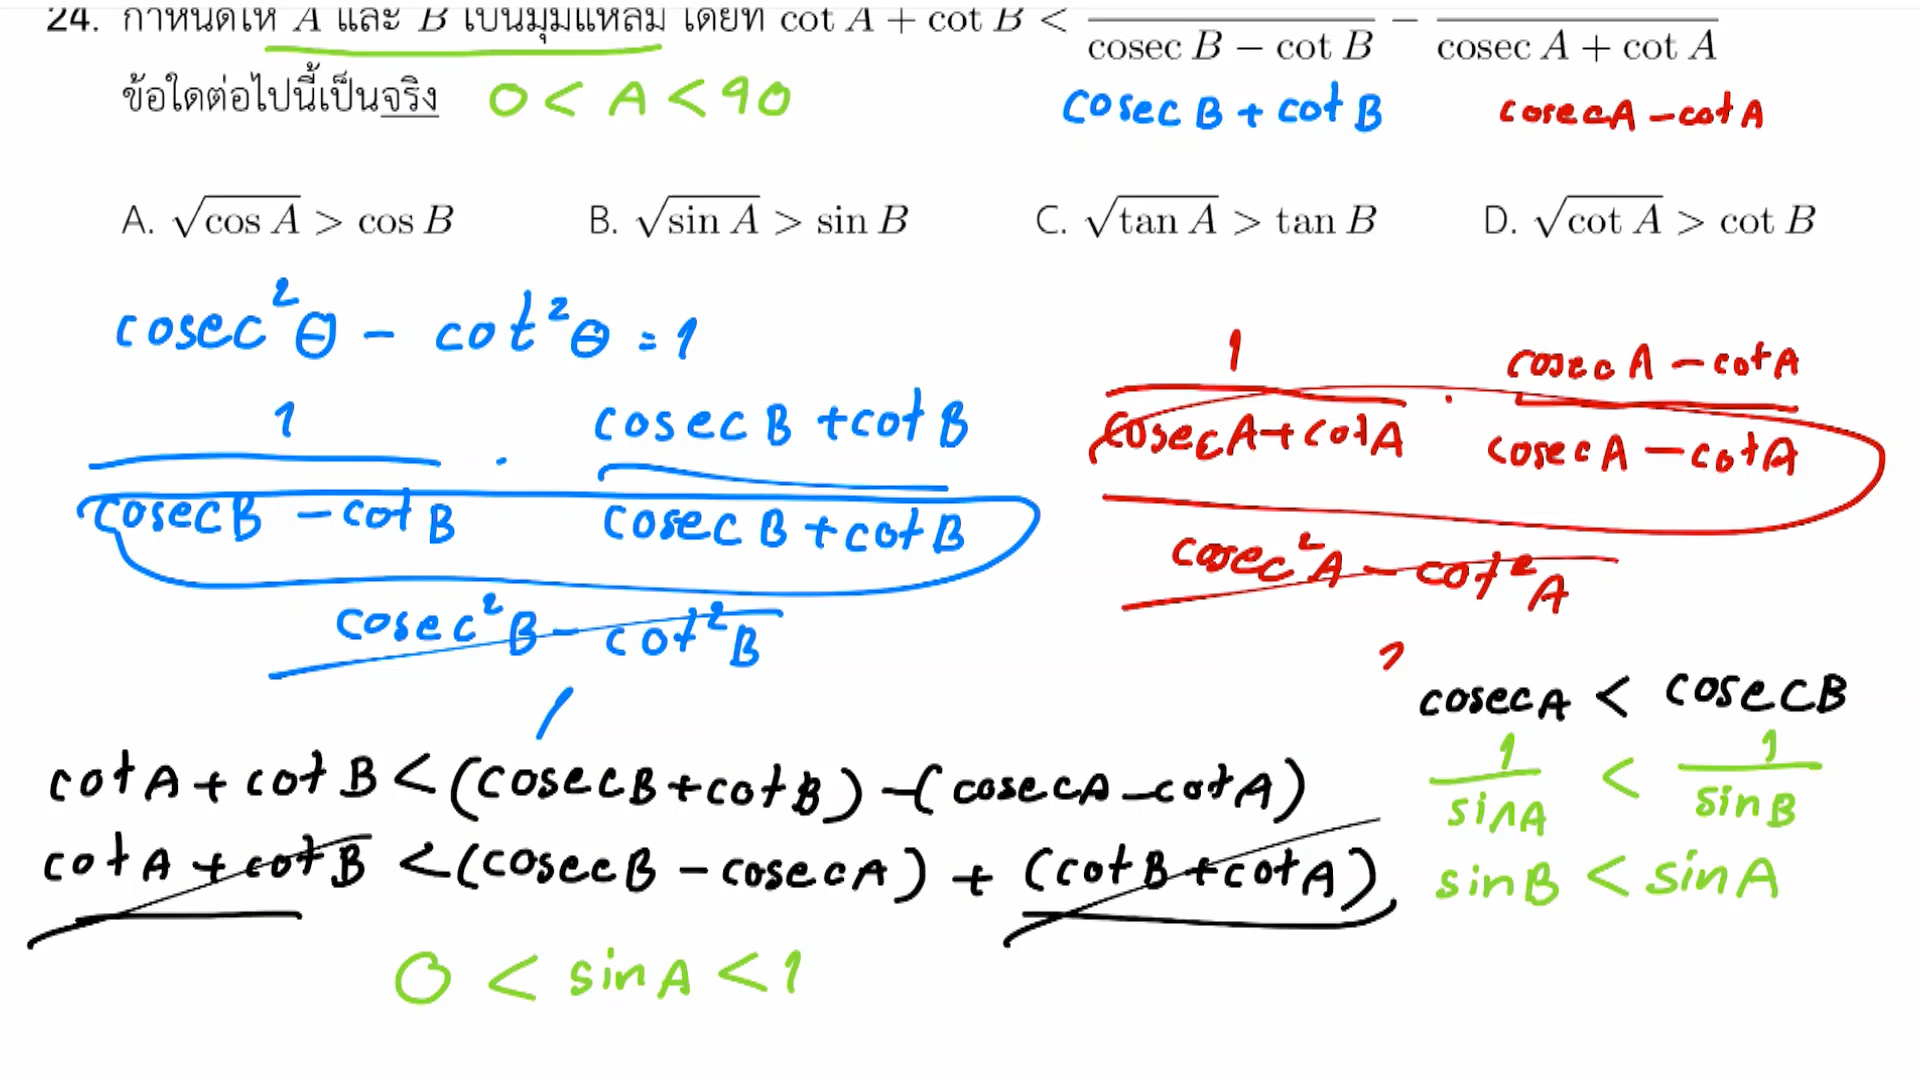 24. กำหนดให้ A และ B เป็นมุมแหลม โดยที่ cot A + cot B < ――― / (cosec B − cot B) − ――― / (cosec A + cot A)
ข้อใดต่อไปนี้เป็นจริง 0 < A < 90 cosec B + cot B cosec A − cot A
A. √cos A > cos B B. √sin A > sin B C. √tan A > tan B D. √cot A > cot B
cosec²θ − cot²θ = 1
1 / (cosec B − cot B) · (cosec B + cot B) / (cosec B + cot B)
cosec²B − cot²B
1
1 / (cosec A + cot A) · (cosec A − cot A) / (cosec A − cot A)
cosec²A − cot²A
1
cot A + cot B < (cosec B + cot B) − (cosec A − cot A)
cot A + cot B < (cosec B − cosec A) + (cot B + cot A)
cosec A < cosec B
1 / sin A < 1 / sin B
sin B < sin A
0 < sin A < 1